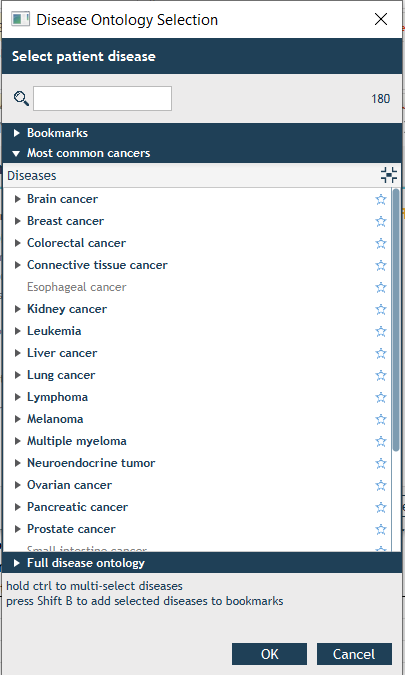 Disease Ontology Selection
Select patient disease
180
Bookmarks
Most common cancers
Diseases
Brain cancer
Breast cancer
Colorectal cancer
Connective tissue cancer
Esophageal cancer
Kidney cancer
Leukemia
Liver cancer
Lung cancer
Lymphoma
Melanoma
Multiple myeloma
Neuroendocrine tumor
Ovarian cancer
Pancreatic cancer
Prostate cancer
Small intestine cancer
Full disease ontology
hold ctrl to multi-select diseases
press Shift B to add selected diseases to bookmarks
OK Cancel